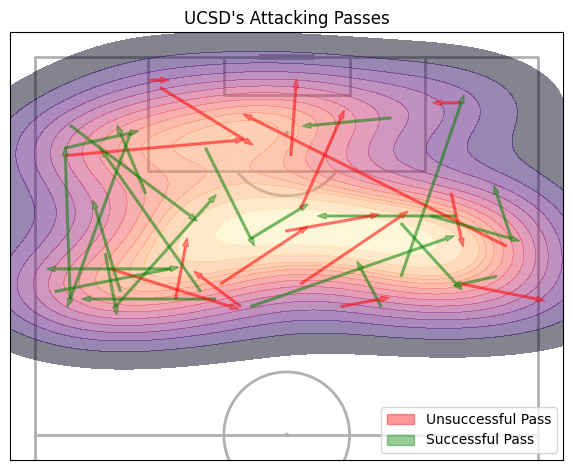 UCSD's Attacking Passes
Unsuccessful Pass
Successful Pass